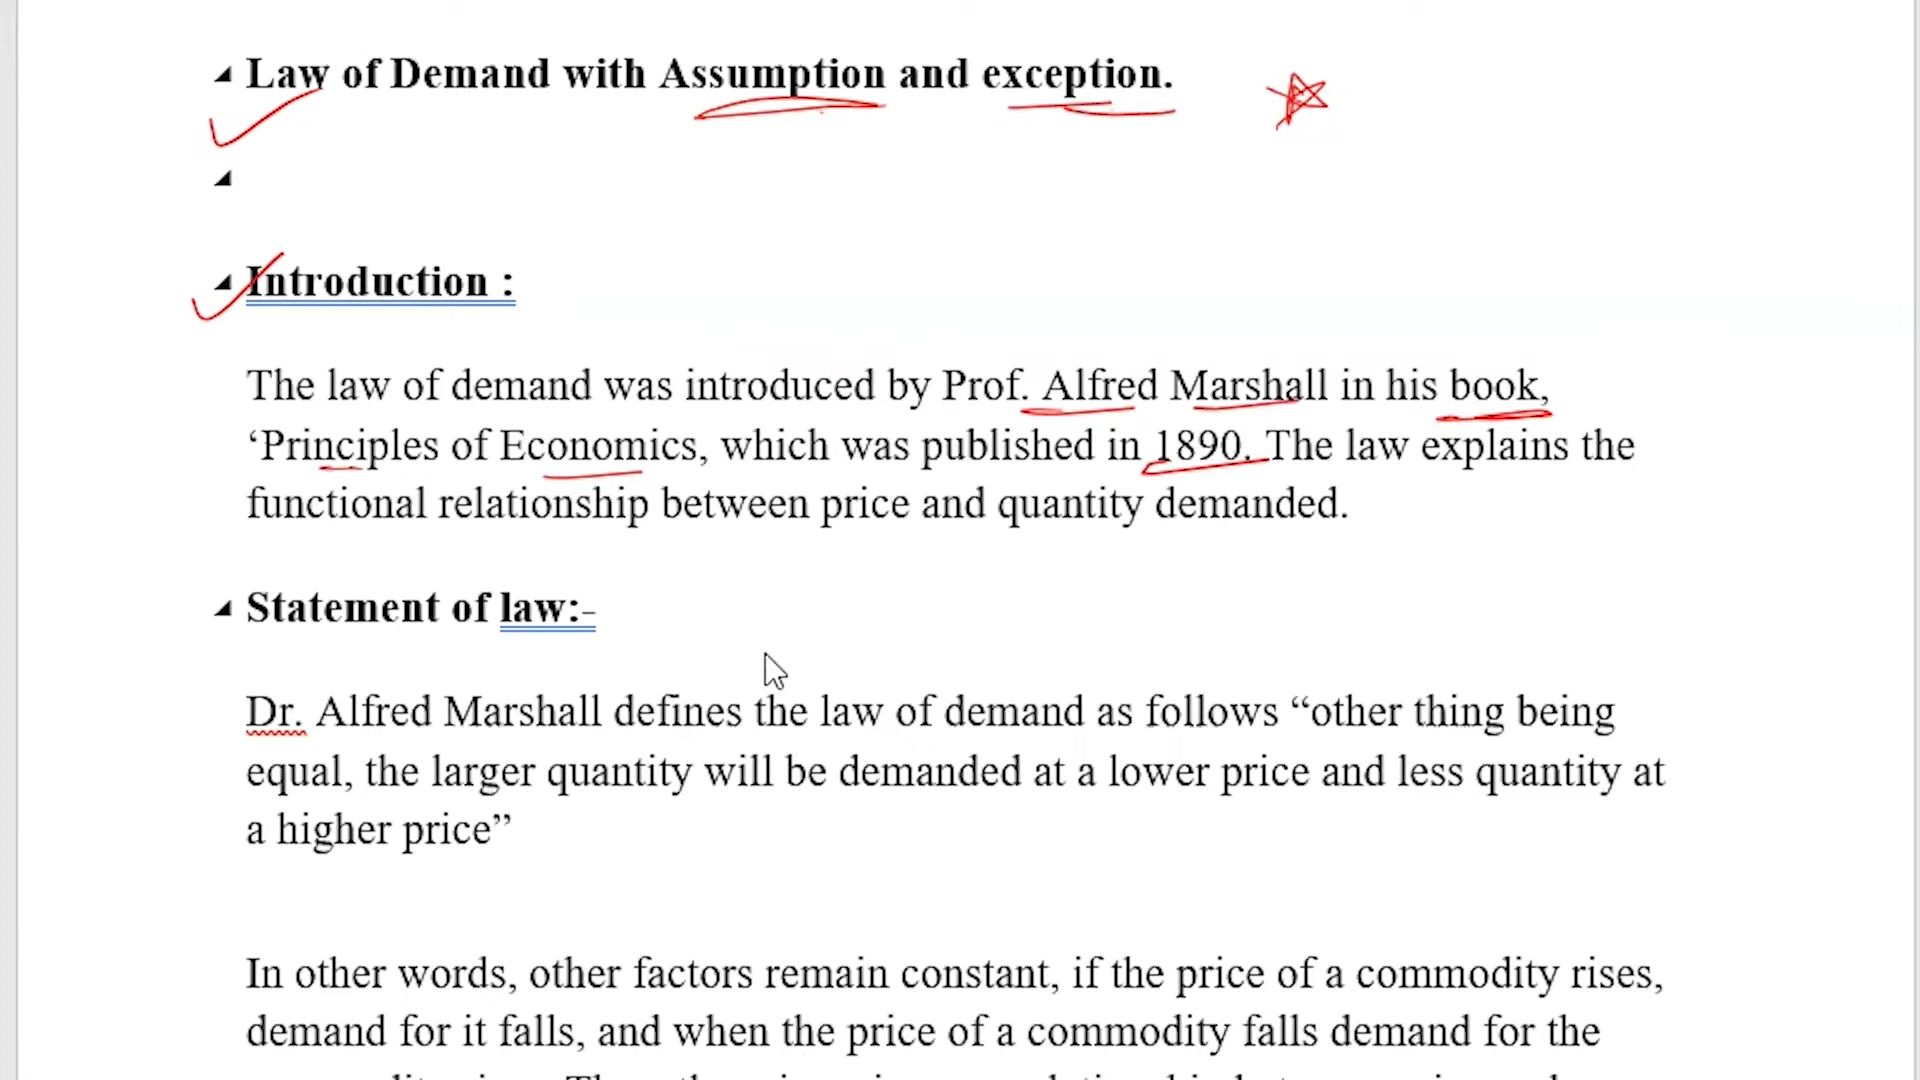 Law of Demand with Assumption and exception.
Introduction :
The law of demand was introduced by Prof. Alfred Marshall in his book,
‘Principles of Economics, which was published in 1890. The law explains the
functional relationship between price and quantity demanded.
Statement of law:-
Dr. Alfred Marshall defines the law of demand as follows “other thing being
equal, the larger quantity will be demanded at a lower price and less quantity at
a higher price”
In other words, other factors remain constant, if the price of a commodity rises,
demand for it falls, and when the price of a commodity falls demand for the